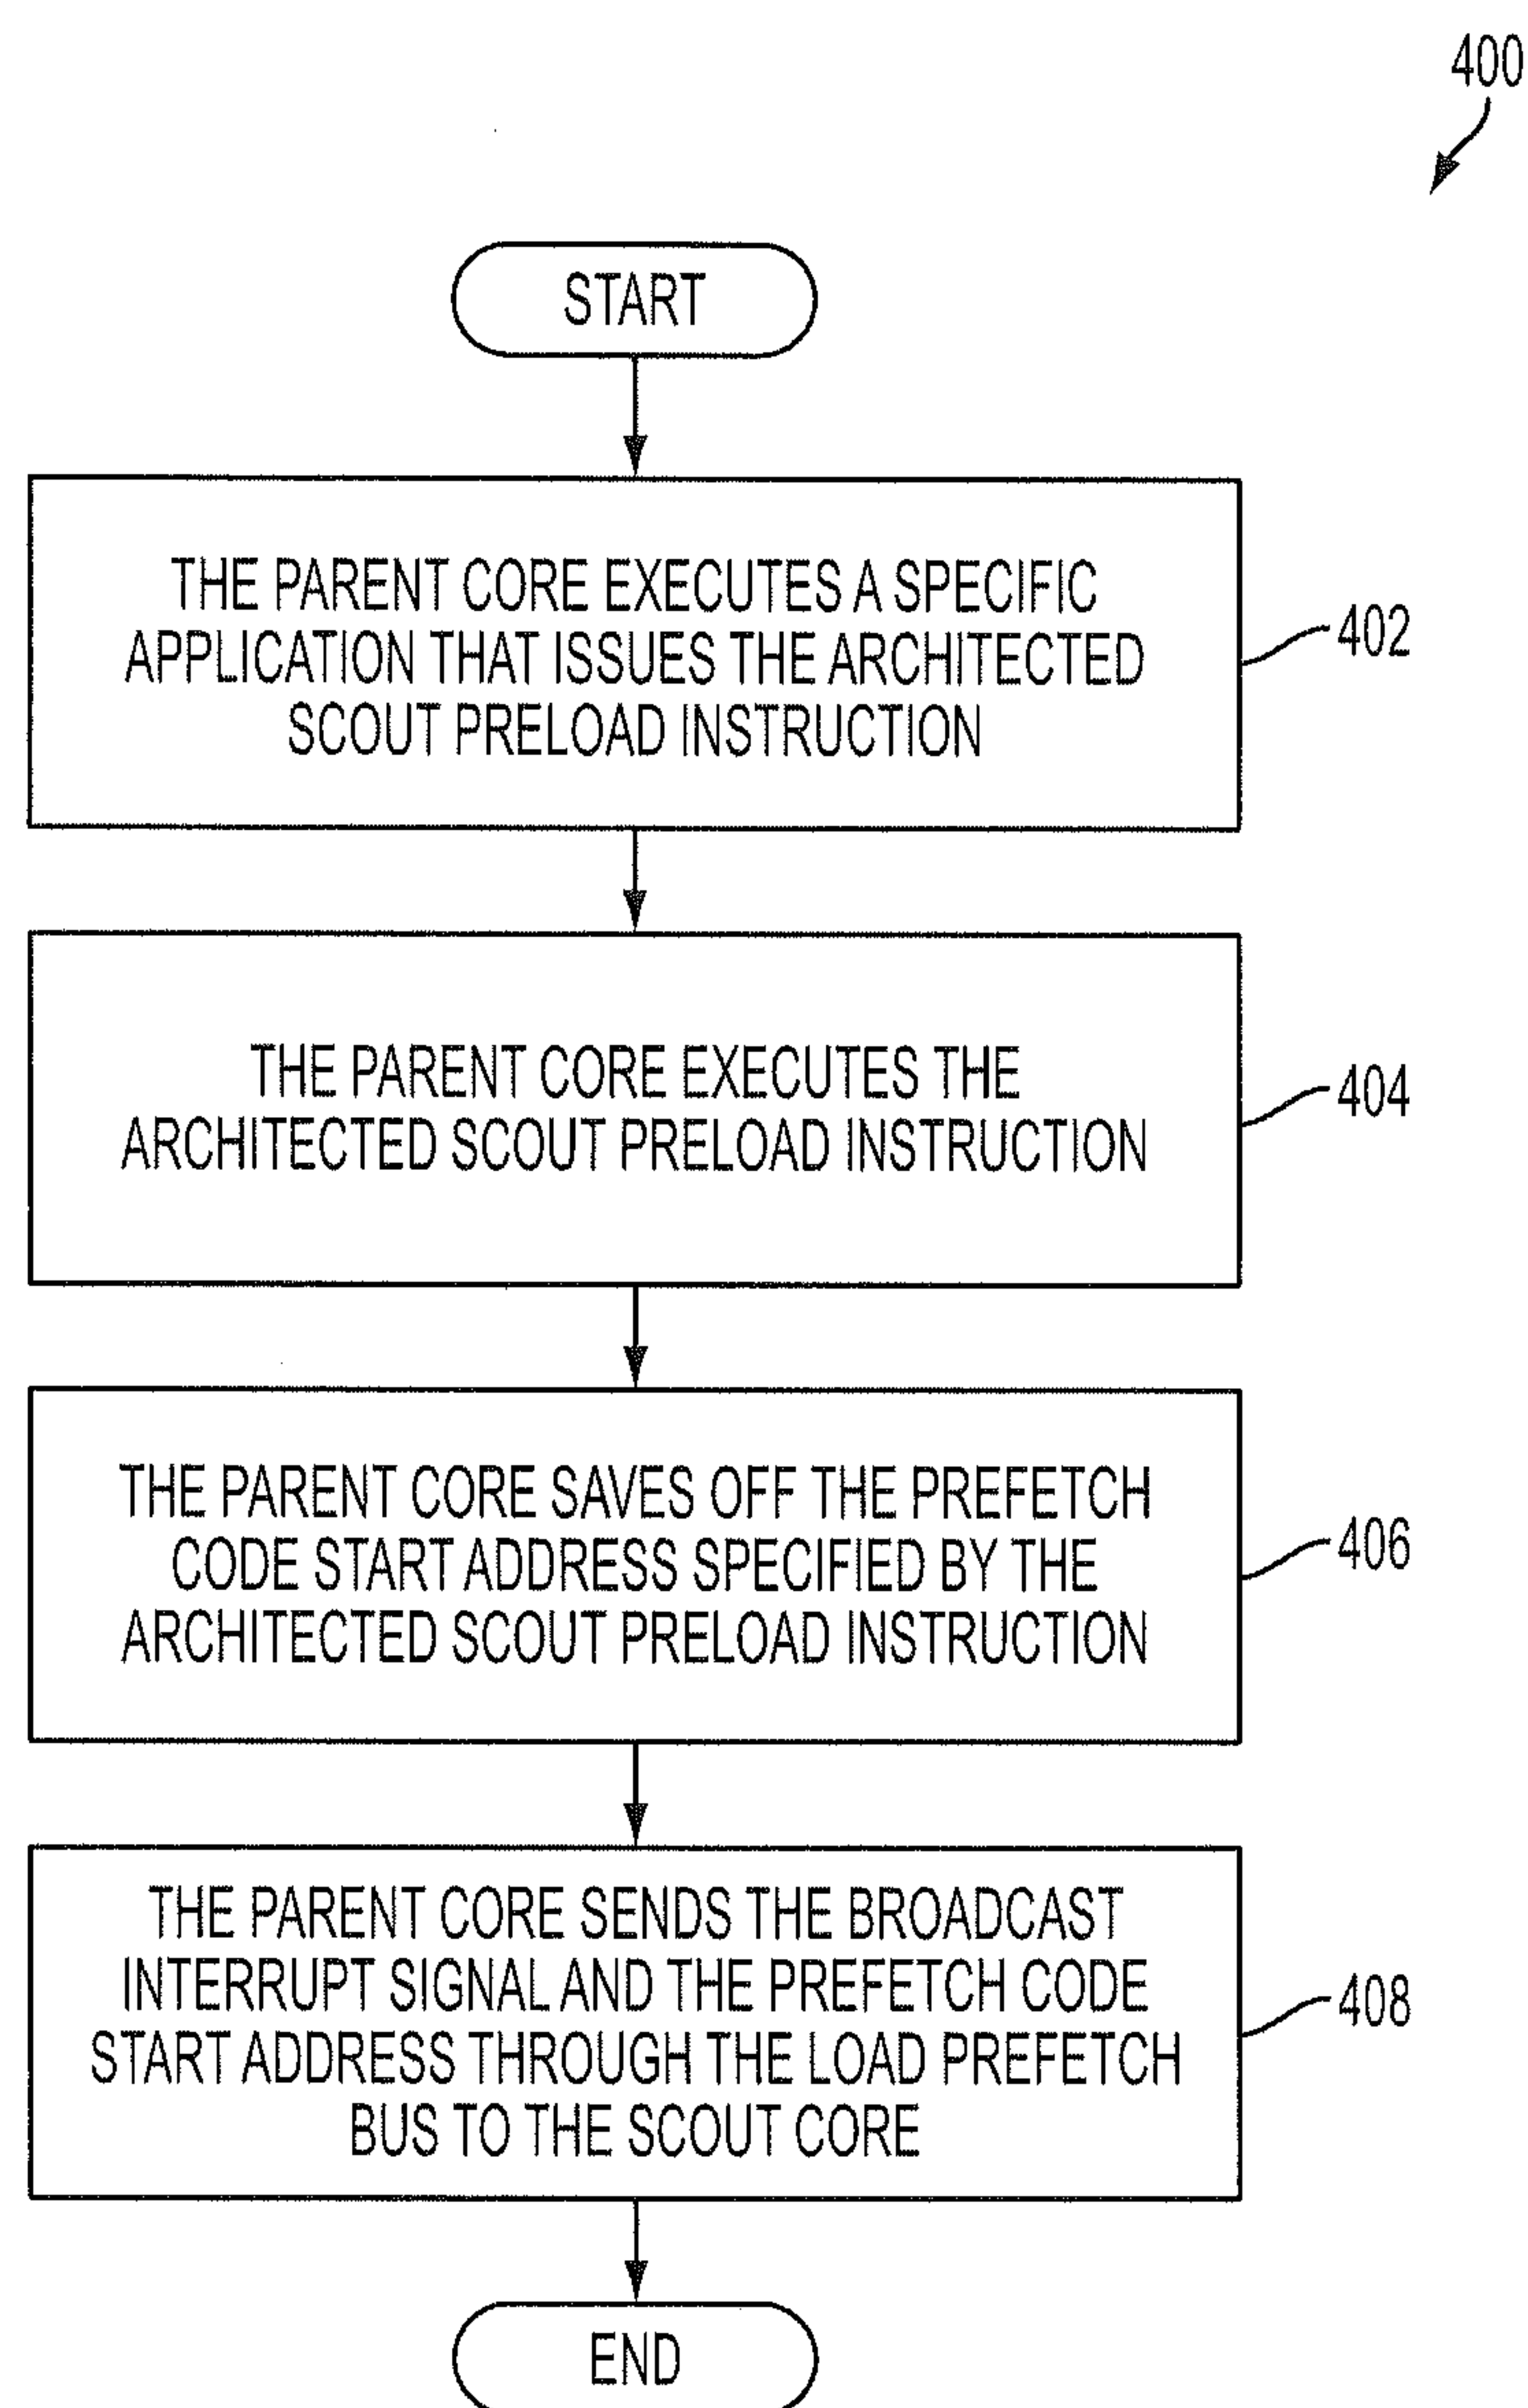 400
START
THE PARENT CORE EXECUTES A SPECIFIC
APPLICATION THAT ISSUES THE ARCHITECTED
SCOUT PRELOAD INSTRUCTION
402
THE PARENT CORE EXECUTES THE
ARCHITECTED SCOUT PRELOAD INSTRUCTION
404
THE PARENT CORE SAVES OFF THE PREFETCH
CODE START ADDRESS SPECIFIED BY THE
ARCHITECTED SCOUT PRELOAD INSTRUCTION
406
THE PARENT CORE SENDS THE BROADCAST
INTERRUPT SIGNAL AND THE PREFETCH CODE
START ADDRESS THROUGH THE LOAD PREFETCH
BUS TO THE SCOUT CORE
408
END